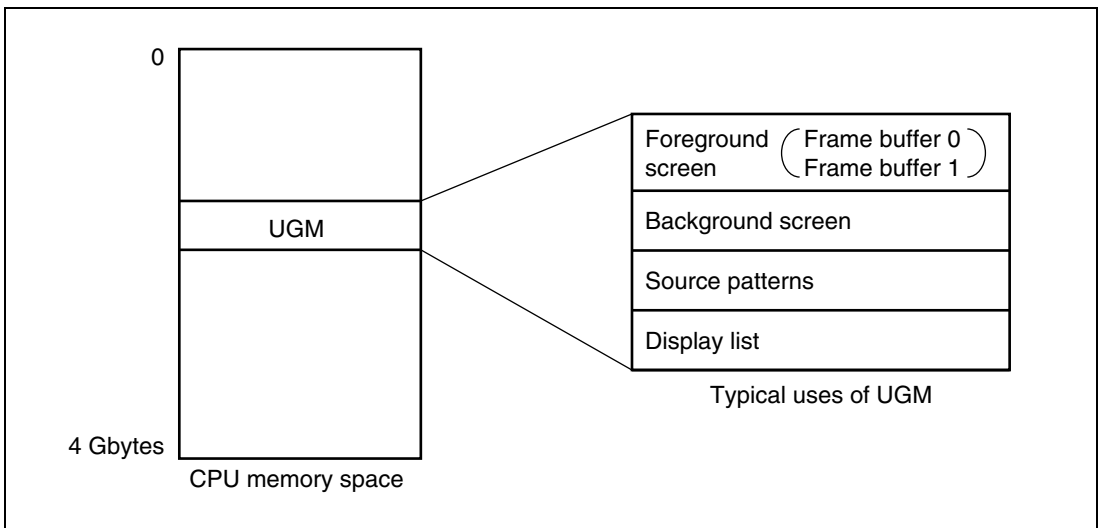 0
UGM
4 Gbytes
CPU memory space
Foreground screen
Frame buffer 0
Frame buffer 1
Background screen
Source patterns
Display list
Typical uses of UGM